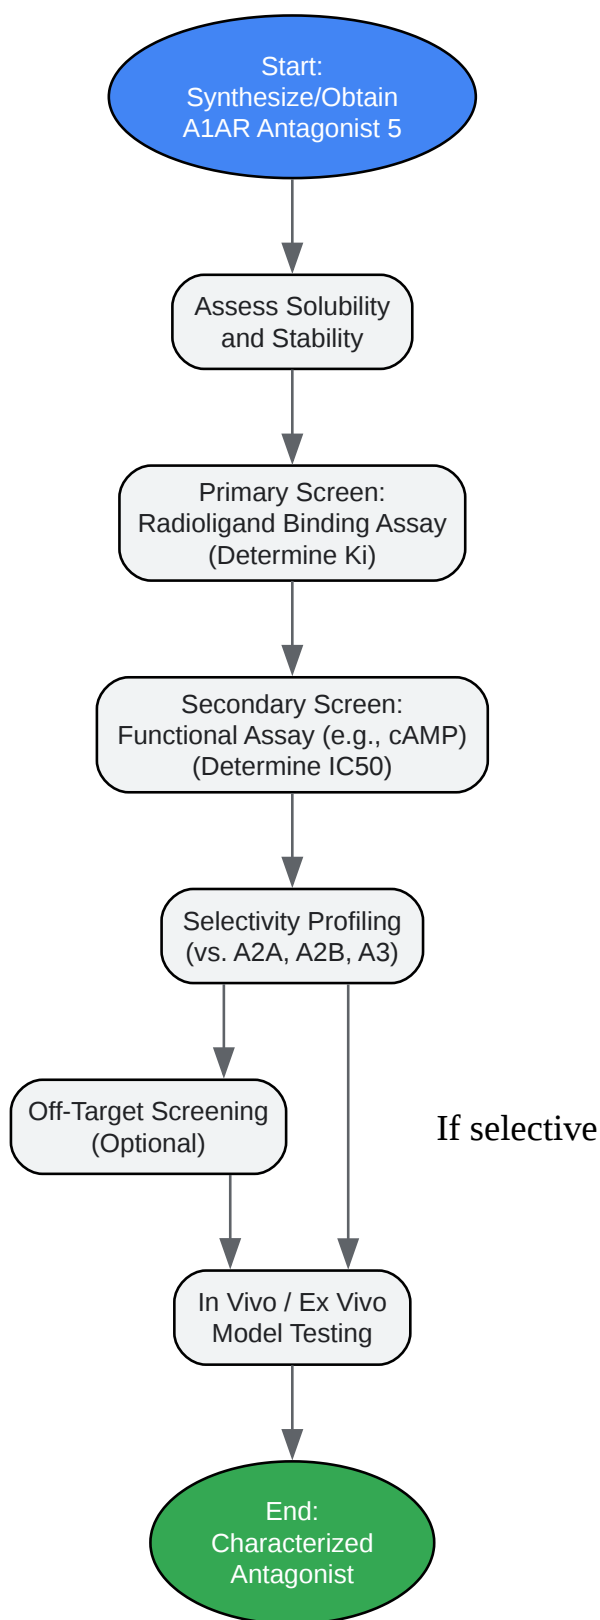 Start:
Synthesize/Obtain
A1AR Antagonist 5
Assess Solubility
and Stability
Primary Screen:
Radioligand Binding Assay
(Determine Ki)
Secondary Screen:
Functional Assay (e.g., cAMP)
(Determine IC50)
Selectivity Profiling
(vs. A2A, A2B, A3)
Off-Target Screening
(Optional)
If selective
In Vivo / Ex Vivo
Model Testing
End:
Characterized
Antagonist